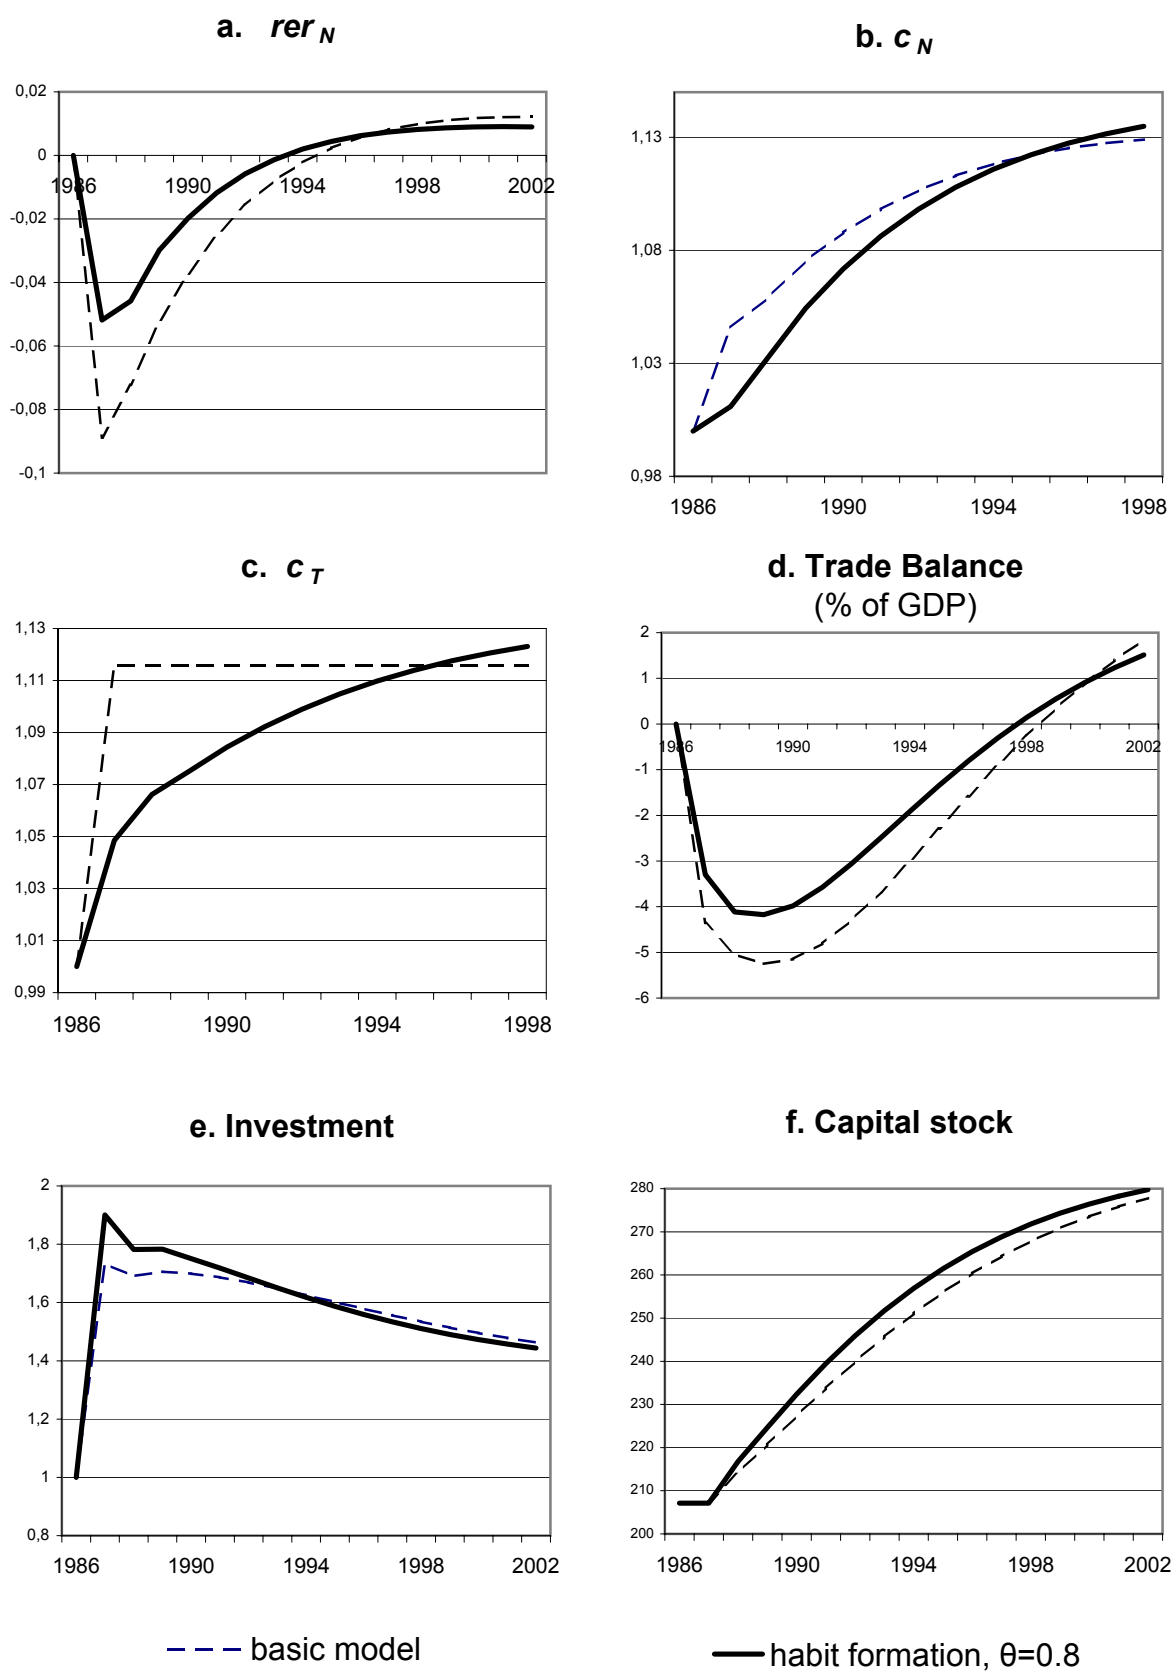 a. rer N
0,02
0
-0,02
-0,04
-0,06
-0,08
-0,1
1986 1990 1994 1998 2002
b. c N
1,13
1,08
1,03
0,98
1986 1990 1994 1998
c. c T
1,13
1,11
1,09
1,07
1,05
1,03
1,01
0,99
1986 1990 1994 1998
d. Trade Balance
(% of GDP)
2
1
0
-1
-2
-3
-4
-5
-6
1986 1990 1994 1998 2002
e. Investment
2
1,8
1,6
1,4
1,2
1
0,8
1986 1990 1994 1998 2002
f. Capital stock
280
270
260
250
240
230
220
210
200
1986 1990 1994 1998 2002
basic model
habit formation, θ=0.8